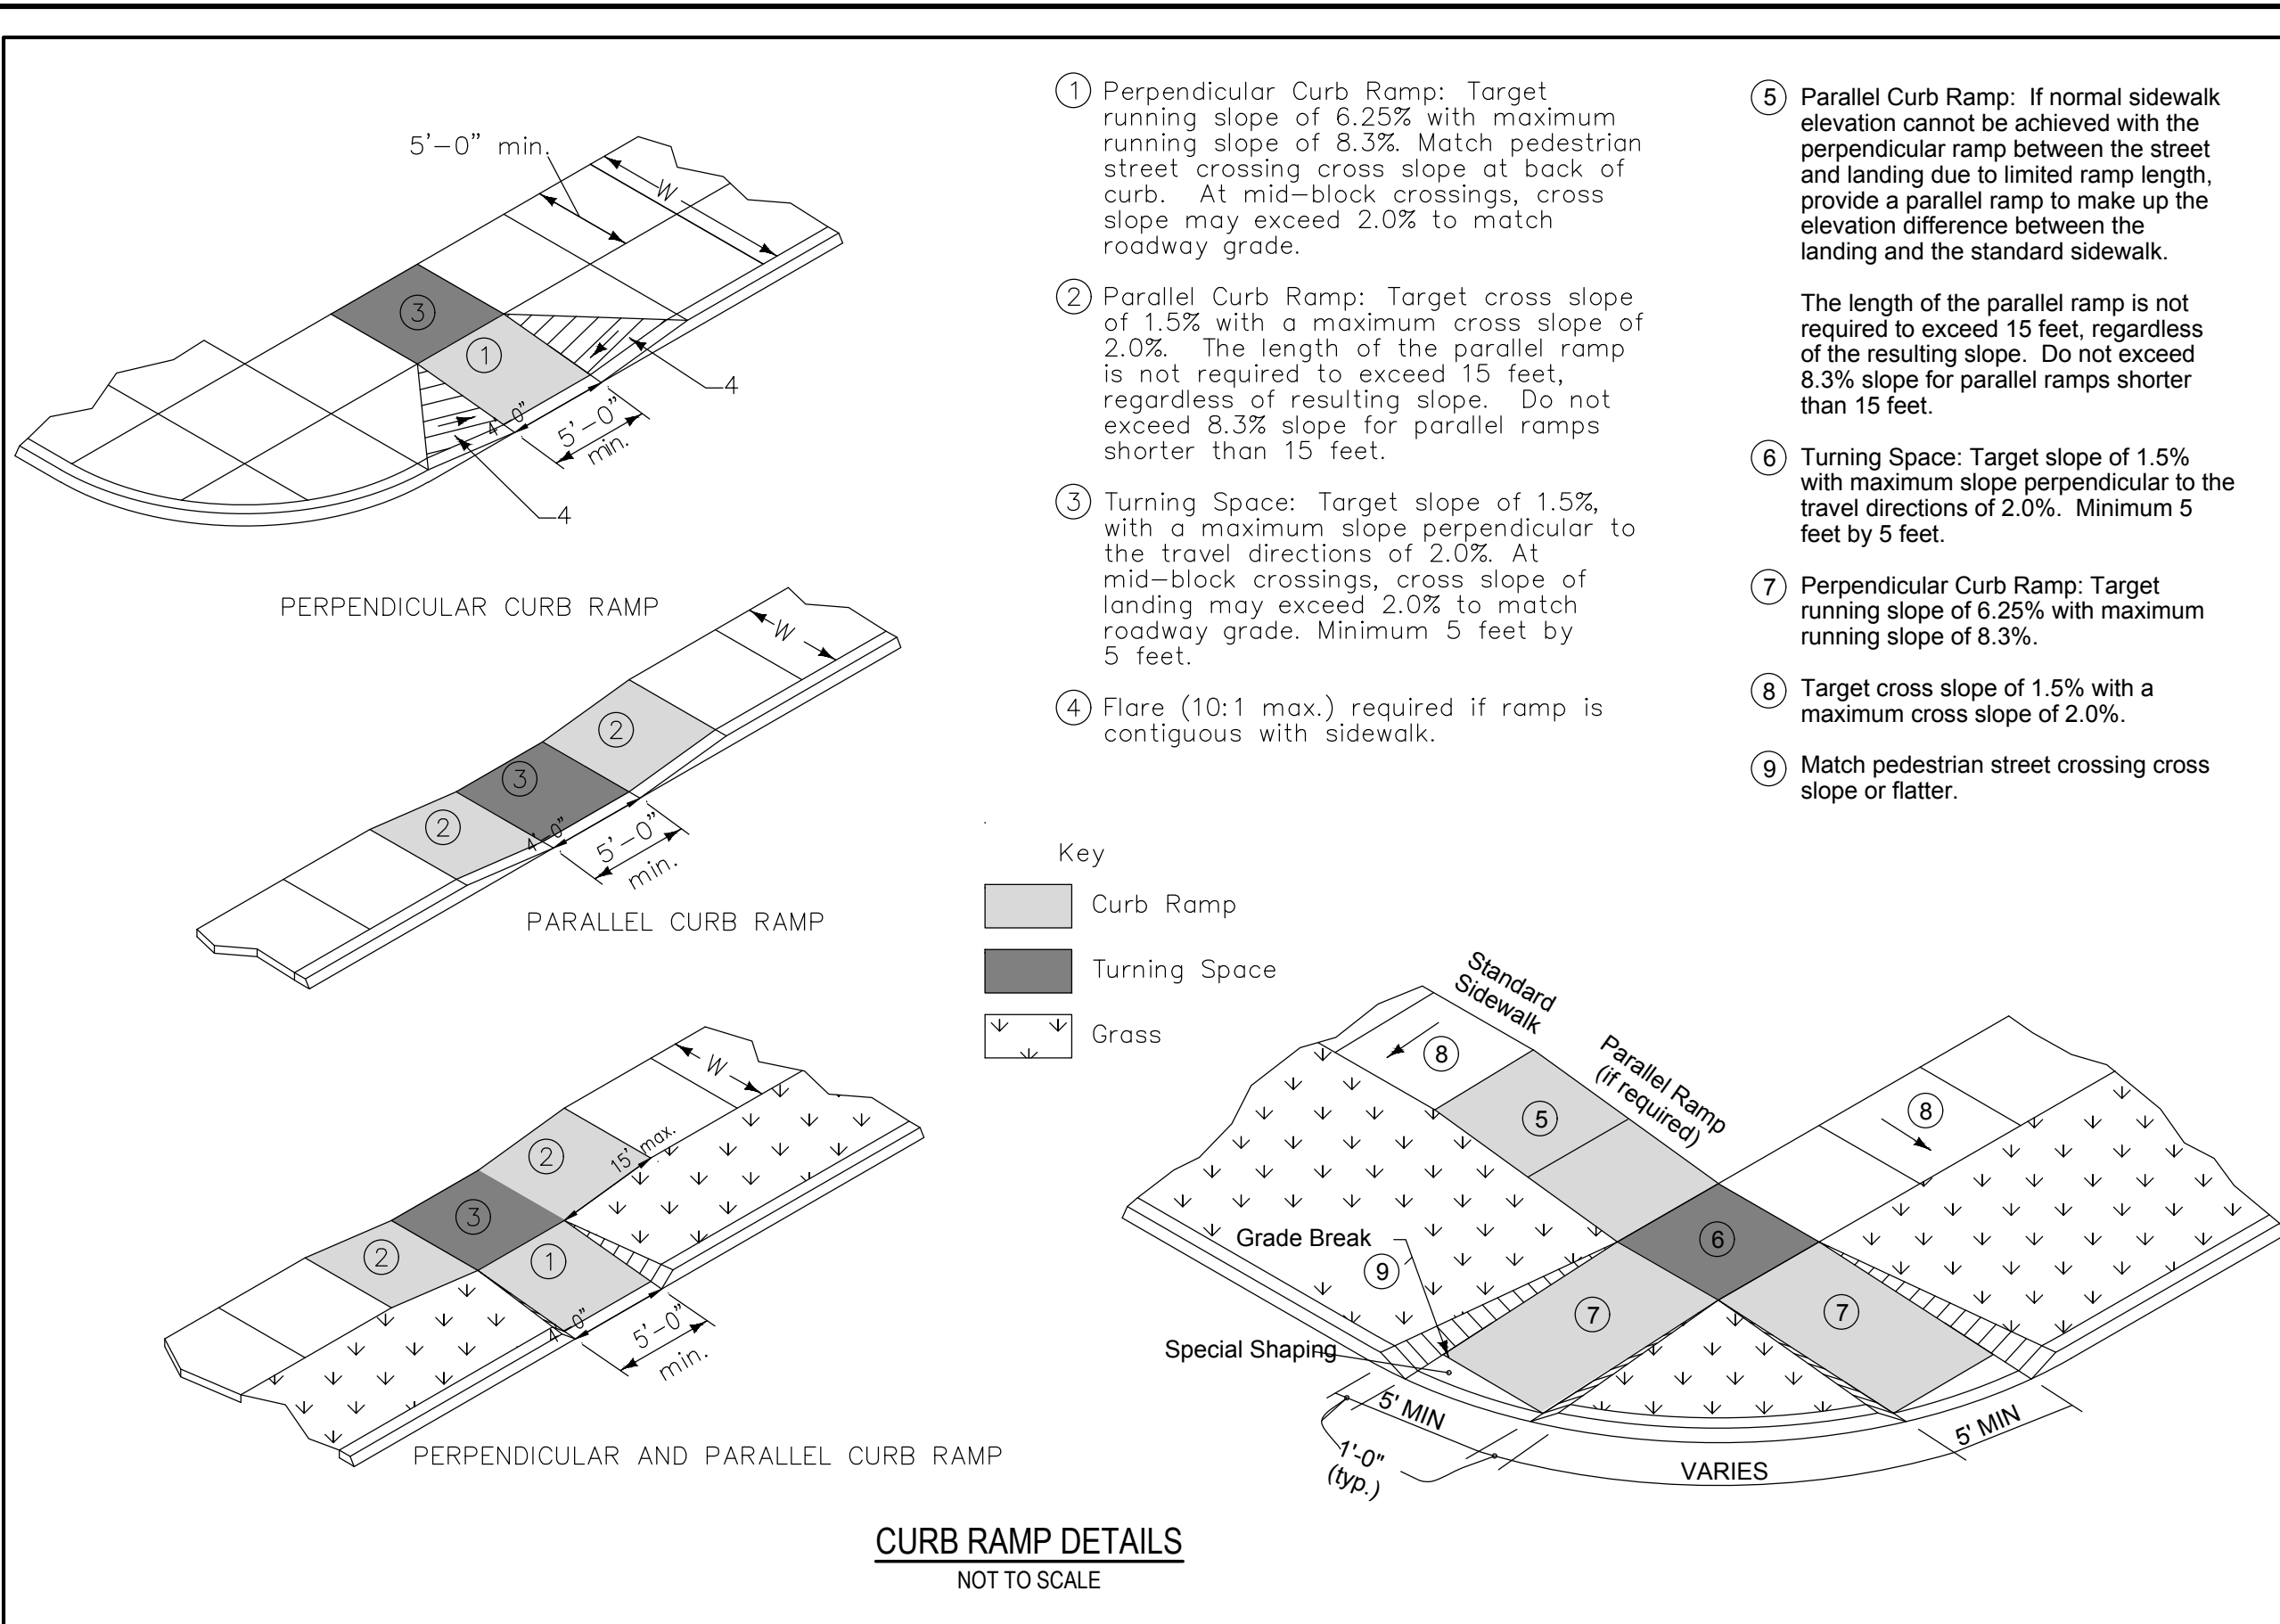 5'-0" min.
W
3
1
4
4'-0"
5'-0"
min.
4
PERPENDICULAR CURB RAMP
W
2
3
2
4'-0"
5'-0"
min.
PARALLEL CURB RAMP
W
2
15' max.
3
2
1
4'-0"
5'-0"
min.
PERPENDICULAR AND PARALLEL CURB RAMP
1 Perpendicular Curb Ramp: Target
running slope of 6.25% with maximum
running slope of 8.3%. Match pedestrian
street crossing cross slope at back of
curb. At mid-block crossings, cross
slope may exceed 2.0% to match
roadway grade.
2 Parallel Curb Ramp: Target cross slope
of 1.5% with a maximum cross slope of
2.0%. The length of the parallel ramp
is not required to exceed 15 feet,
regardless of resulting slope. Do not
exceed 8.3% slope for parallel ramps
shorter than 15 feet.
3 Turning Space: Target slope of 1.5%,
with a maximum slope perpendicular to
the travel directions of 2.0%. At
mid-block crossings, cross slope of
landing may exceed 2.0% to match
roadway grade. Minimum 5 feet by
5 feet.
4 Flare (10:1 max.) required if ramp is
contiguous with sidewalk.
5 Parallel Curb Ramp: If normal sidewalk
elevation cannot be achieved with the
perpendicular ramp between the street
and landing due to limited ramp length,
provide a parallel ramp to make up the
elevation difference between the
landing and the standard sidewalk.
The length of the parallel ramp is not
required to exceed 15 feet, regardless
of the resulting slope. Do not exceed
8.3% slope for parallel ramps shorter
than 15 feet.
6 Turning Space: Target slope of 1.5%
with maximum slope perpendicular to the
travel directions of 2.0%. Minimum 5
feet by 5 feet.
7 Perpendicular Curb Ramp: Target
running slope of 6.25% with maximum
running slope of 8.3%.
8 Target cross slope of 1.5% with a
maximum cross slope of 2.0%.
9 Match pedestrian street crossing cross
slope or flatter.
Key
Curb Ramp
Turning Space
Grass
Standard
Sidewalk
Parallel Ramp
(if required)
8
5
8
Grade Break
9
6
7
7
Special Shaping
5' MIN
1'-0"
(typ.)
VARIES
5' MIN
CURB RAMP DETAILS
NOT TO SCALE